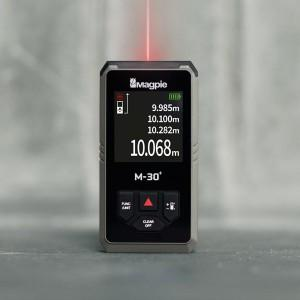 Magpie
9.985m
10.100m
10.282m
10.068m
M-30+
FUNC
/UNIT
CLEAR
OFF